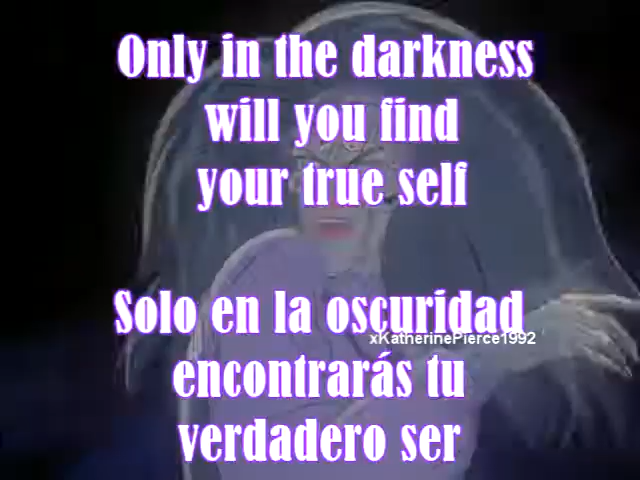 Only in the darkness
will you find
your true self
Solo en la oscuridad
xKatherinePierce1992
encontrarás tu
verdadero ser